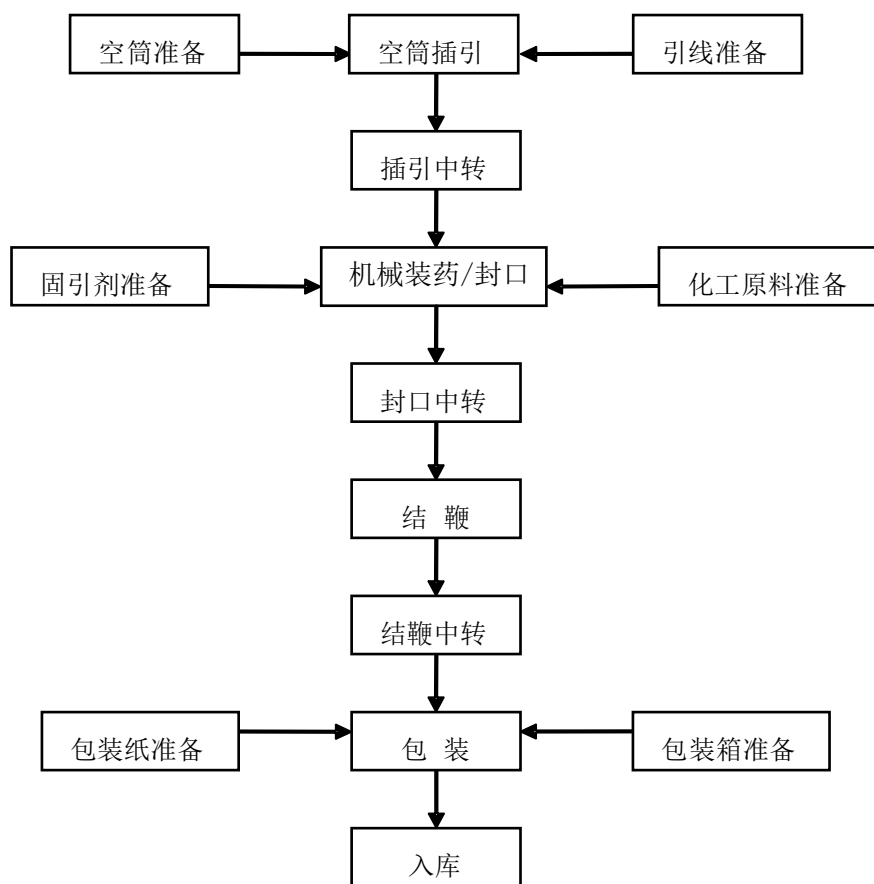 空筒准备
空筒插引
引线准备
插引中转
固引剂准备
机械装药/封口
化工原料准备
封口中转
结 鞭
结鞭中转
包装纸准备
包 装
包装箱准备
入库